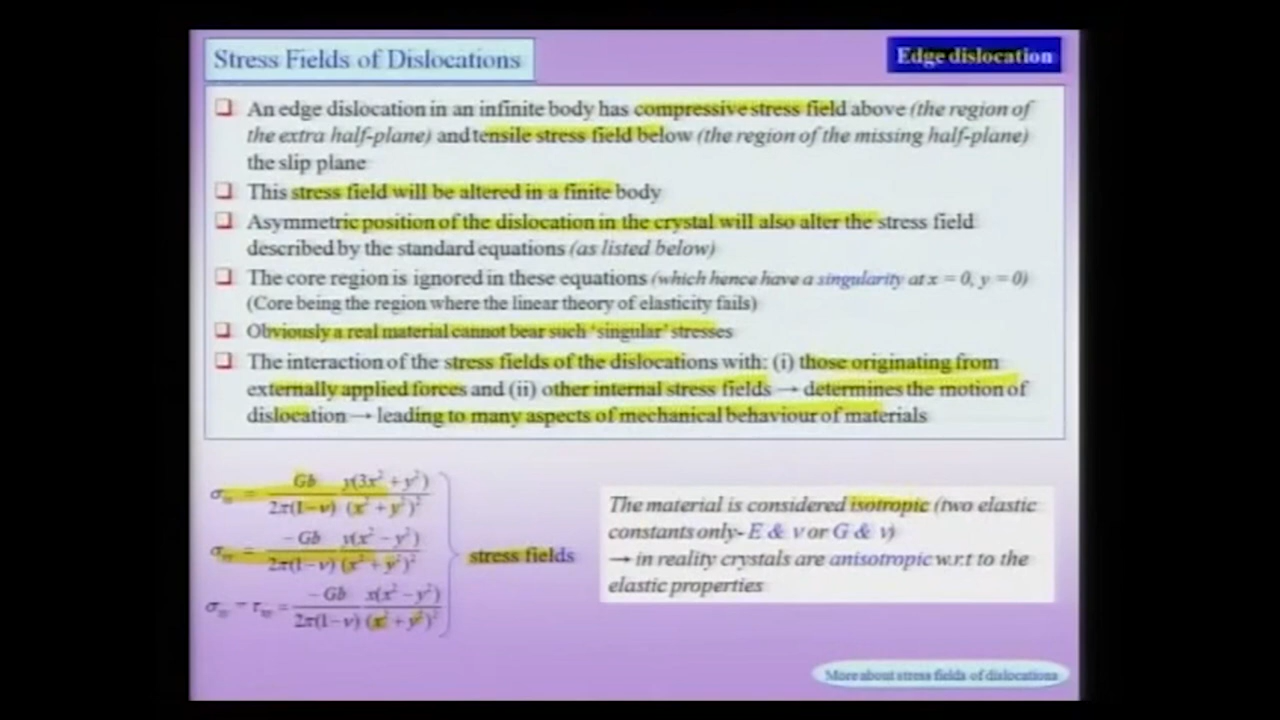 Stress Fields of Dislocations
Edge dislocation
❑ An edge dislocation in an infinite body has compressive stress field above (the region of
the extra half-plane) and tensile stress field below (the region of the missing half-plane)
the slip plane
❑ This stress field will be altered in a finite body
❑ Asymmetric position of the dislocation in the crystal will also alter the stress field
described by the standard equations (as listed below)
❑ The core region is ignored in these equations (which hence have a singularity at x = 0, y = 0)
(Core being the region where the linear theory of elasticity fails)
❑ Obviously a real material cannot bear such 'singular' stresses
❑ The interaction of the stress fields of the dislocations with: (i) those originating from
externally applied forces and (ii) other internal stress fields → determines the motion of
dislocation → leading to many aspects of mechanical behaviour of materials
σ = Gb/2π(1−ν) y(3x² + y²)/(x² + y²)²
σ = −Gb/2π(1−ν) y(x² − y²)/(x² + y²)²
σ = τ = −Gb/2π(1−ν) x(x² − y²)/(x² + y²)²
stress fields
The material is considered isotropic (two elastic
constants only- E & ν or G & ν)
→ in reality crystals are anisotropic w.r.t to the
elastic properties
More about stress fields of dislocations